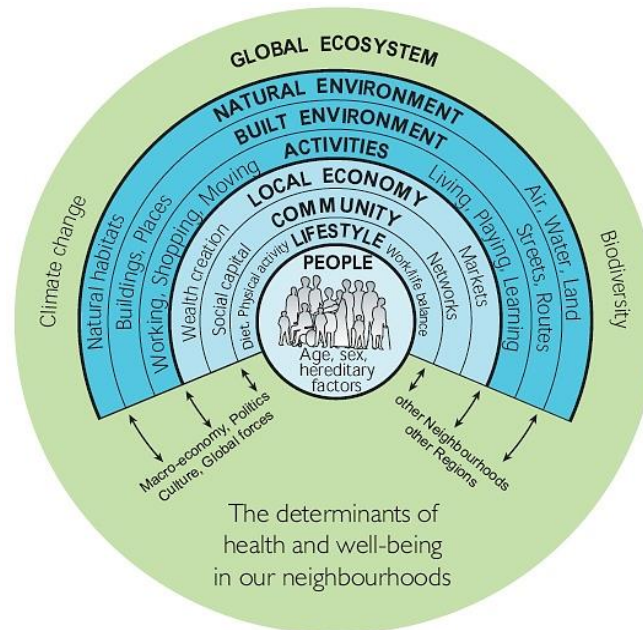 GLOBAL ECOSYSTEM
NATURAL ENVIRONMENT
BUILT ENVIRONMENT
ACTIVITIES
LOCAL ECONOMY
COMMUNITY
LIFESTYLE
PEOPLE
Age, sex,
hereditary
factors
Climate change
Natural habitats
Buildings, Places
Working, Shopping, Moving
Wealth creation
Social capital
Diet, Physical activity
Work/life balance
Networks
Markets
Living, Playing, Learning
Streets, Routes
Air, Water, Land
Biodiversity
Macro-economy, Politics
Culture, Global forces
other Neighbourhoods
other Regions
The determinants of
health and well-being
in our neighbourhoods